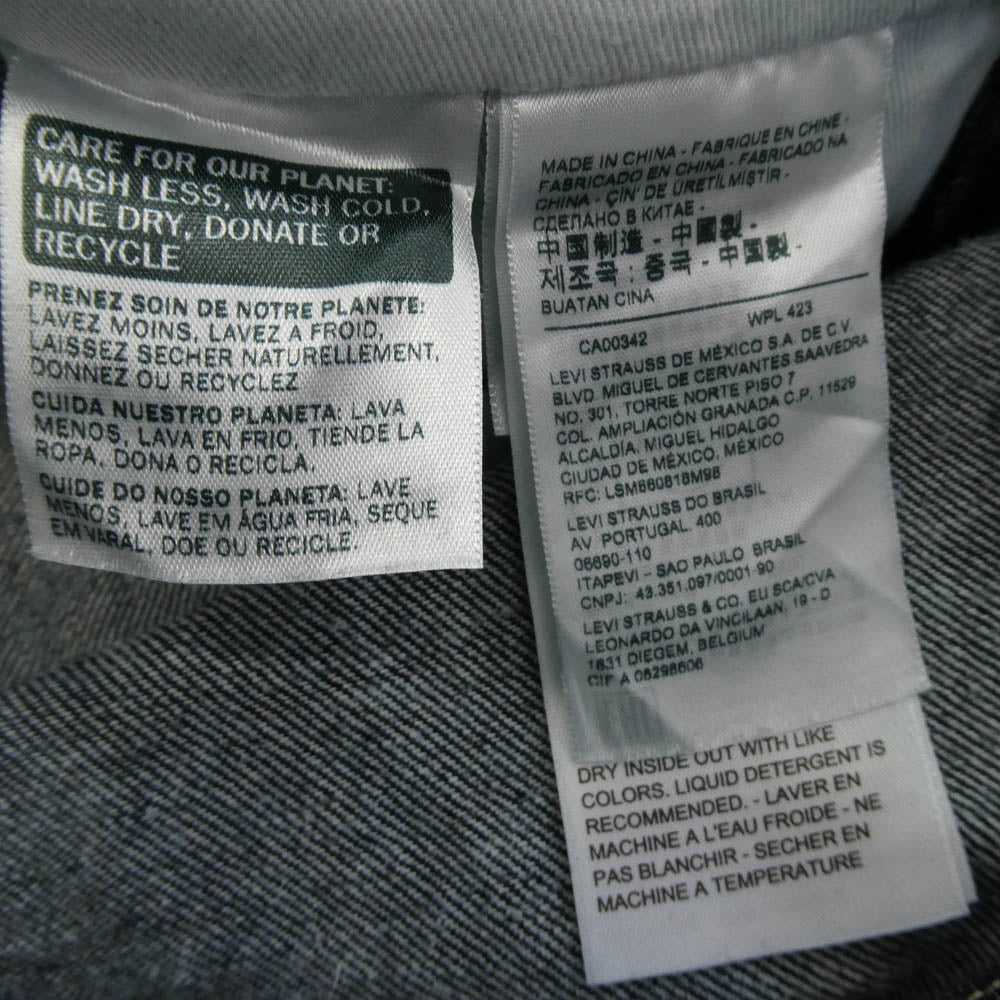 CARE FOR OUR PLANET:
WASH LESS, WASH COLD,
LINE DRY, DONATE OR
RECYCLE
PRENEZ SOIN DE NOTRE PLANETE:
LAVEZ MOINS, LAVEZ A FROID,
LAISSEZ SECHER NATURELLEMENT,
DONNEZ OU RECYCLEZ
CUIDA NUESTRO PLANETA: LAVA
MENOS, LAVA EN FRIO, TIENDE LA
ROPA, DONA O RECICLA.
CUIDE DO NOSSO PLANETA: LAVE
MENOS, LAVE EM ÁGUA FRIA, SEQUE
EM VARAL, DOE OU RECICLE.
MADE IN CHINA - FABRIQUE EN CHINE -
FABRICADO EN CHINA - FABRICADO NA
CHINA - ÇİN' DE ÜRETİLMİŞTİR -
СДЕЛАНО В КИТАЕ -
中国制造 - 中國製 -
제조국 : 중국 - 中國製 -
BUATAN CINA
CA00342 WPL 423
LEVI STRAUSS DE MÉXICO S.A. DE C.V.
BLVD. MIGUEL DE CERVANTES SAAVEDRA
NO. 301, TORRE NORTE PISO 7
COL. AMPLIACIÓN GRANADA C.P. 11529
ALCALDÍA. MIGUEL HIDALGO
CIUDAD DE MÉXICO, MÉXICO
RFC: LSM660818M98
LEVI STRAUSS DO BRASIL
AV PORTUGAL, 400
06690-110
ITAPEVI - SAO PAULO BRASIL
CNPJ: 43.351.097/0001-90
LEVI STRAUSS & CO. EU SCA/CVA
LEONARDO DA VINCILAAN, 19 - D
1831 DIEGEM, BELGIUM
CIF A 08298606
DRY INSIDE OUT WITH LIKE
COLORS. LIQUID DETERGENT IS
RECOMMENDED. - LAVER EN
MACHINE A L'EAU FROIDE - NE
PAS BLANCHIR - SECHER EN
MACHINE A TEMPERATURE